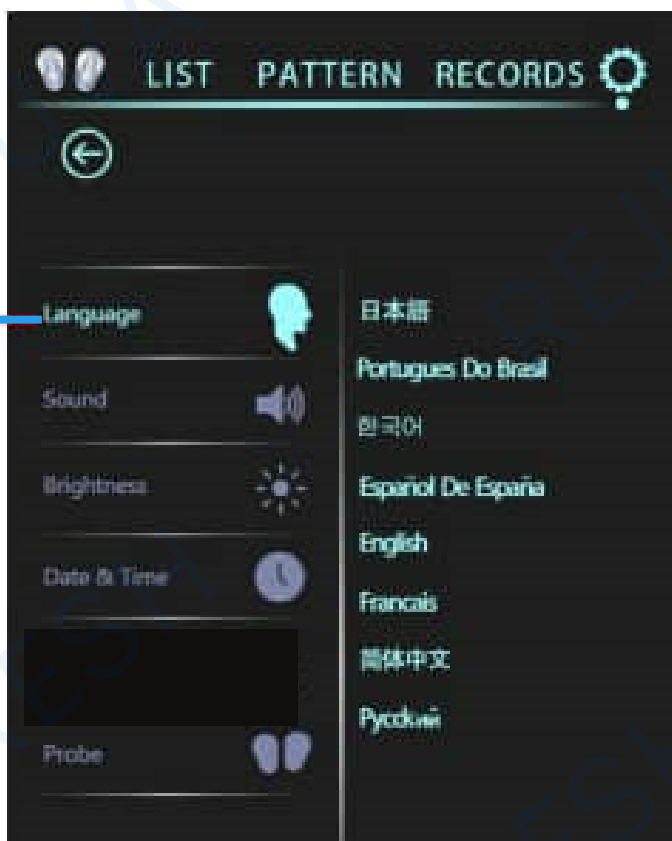 LIST PATTERN RECORDS
Language
Sound
Brightness
Date & Time
Probe
日本語
Portugues Do Brasil
한국어
Español De España
English
Francais
简体中文
Русский